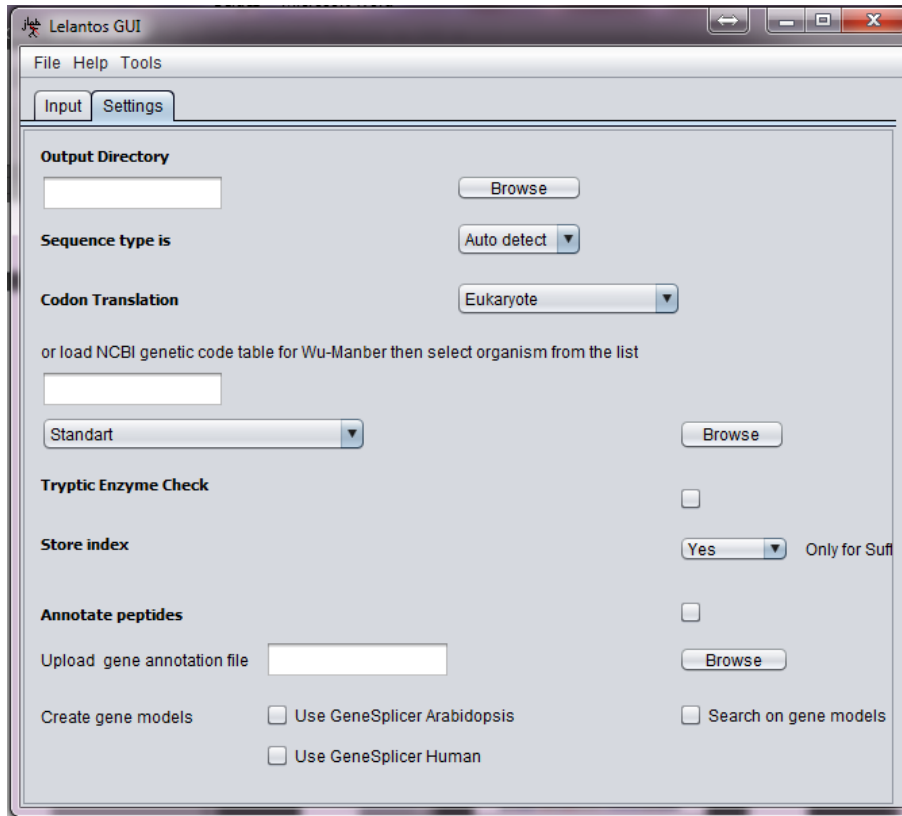 Lelantos GUI
File Help Tools
Input Settings
Output Directory
Browse
Sequence type is Auto detect
Codon Translation Eukaryote
or load NCBI genetic code table for Wu-Manber then select organism from the list
Standart Browse
Tryptic Enzyme Check
Store index Yes Only for Suff
Annotate peptides
Upload gene annotation file Browse
Create gene models Use GeneSplicer Arabidopsis Search on gene models
Use GeneSplicer Human